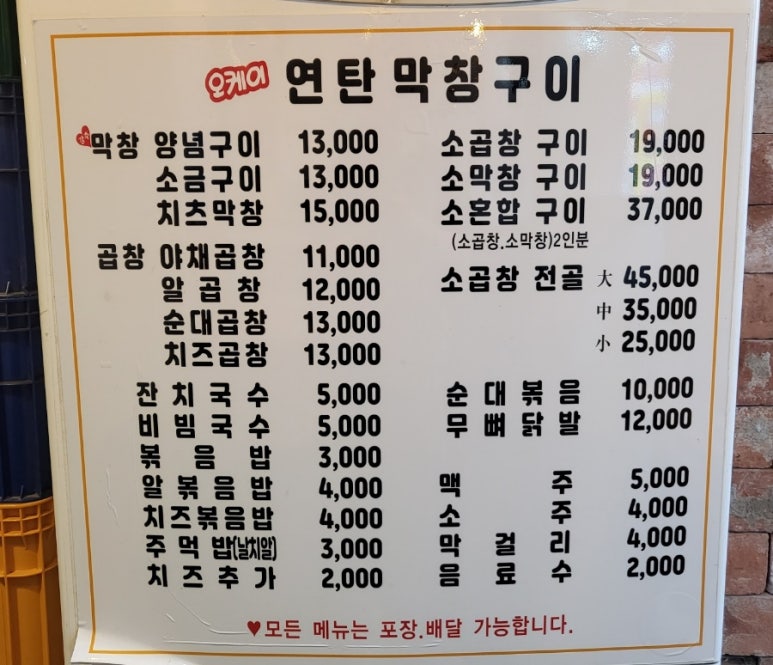 오케이 연탄 막창구이
막창 양념구이 13,000
소금구이 13,000
치츠막창 15,000
곱창 야채곱창 11,000
알곱창 12,000
순대곱창 13,000
치즈곱창 13,000
잔치국수 5,000
비빔국수 5,000
볶음밥 3,000
알볶음밥 4,000
치즈볶음밥 4,000
주먹밥(날치알) 3,000
치즈추가 2,000
소곱창 구이 19,000
소막창 구이 19,000
소혼합 구이 37,000
(소곱창.소막창)2인분
소곱창 전골 大 45,000
中 35,000
小 25,000
순대볶음 10,000
무뼈닭발 12,000
맥주 5,000
소주 4,000
막걸리 4,000
음료수 2,000
♥모든 메뉴는 포장.배달 가능합니다.